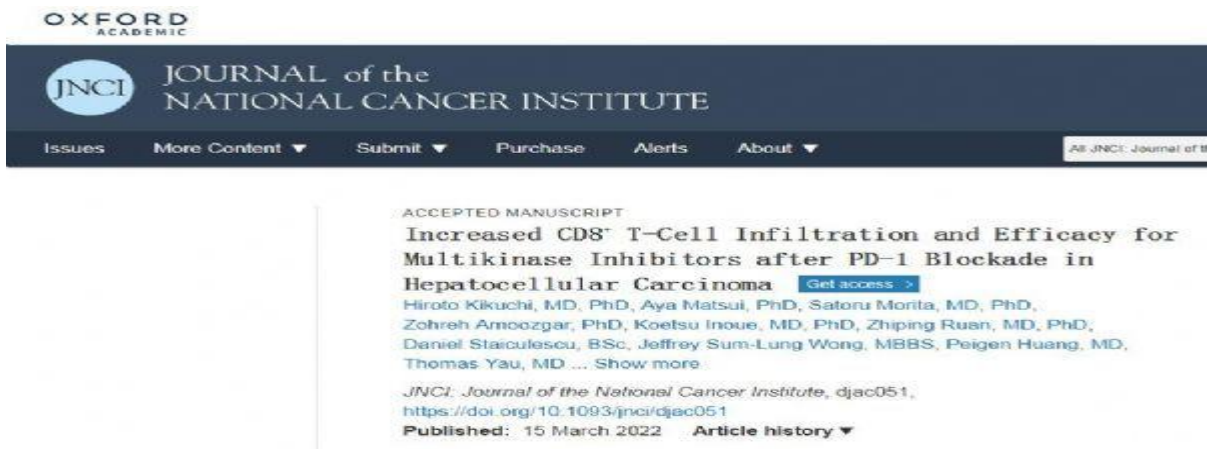 OXFORD
ACADEMIC
JNCI
JOURNAL of the
NATIONAL CANCER INSTITUTE
Issues More Content ▼ Submit ▼ Purchase Alerts About ▼ All JNCI: Journal of th
ACCEPTED MANUSCRIPT
Increased CD8⁺ T-Cell Infiltration and Efficacy for
Multikinase Inhibitors after PD-1 Blockade in
Hepatocellular Carcinoma Get access >
Hiroto Kikuchi, MD, PhD, Aya Matsui, PhD, Satoru Morita, MD, PhD,
Zohreh Amoozgar, PhD, Koetsu Inoue, MD, PhD, Zhiping Ruan, MD, PhD,
Daniel Staiculescu, BSc, Jeffrey Sum-Lung Wong, MBBS, Peigen Huang, MD,
Thomas Yau, MD ... Show more
JNCI: Journal of the National Cancer Institute, djac051,
https://doi.org/10.1093/jnci/djac051
Published: 15 March 2022 Article history ▼